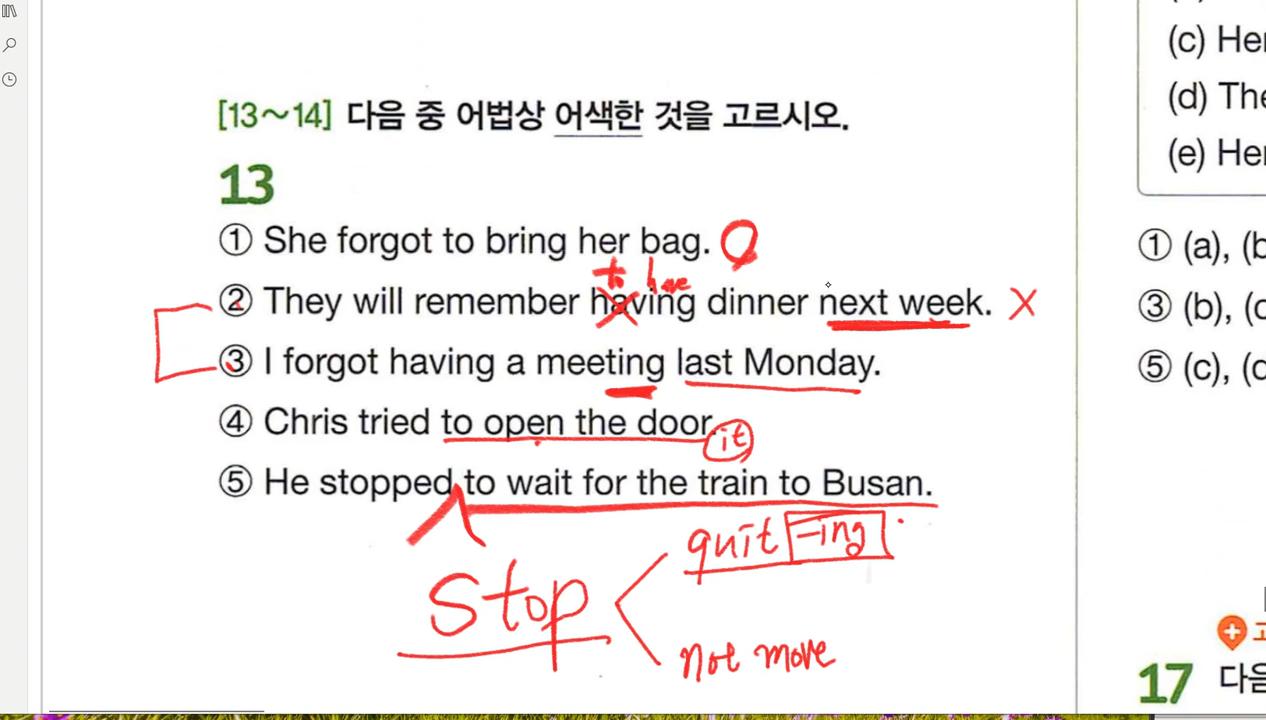 [13~14] 다음 중 어법상 어색한 것을 고르시오.
13
① She forgot to bring her bag.
to have
② They will remember having dinner next week. X
③ I forgot having a meeting last Monday.
④ Chris tried to open the door.
it
⑤ He stopped to wait for the train to Busan.
quit -ing
Stop
not move
(c) Her
(d) The
(e) Her
① (a), (b
③ (b), (c
⑤ (c), (d
17 다음